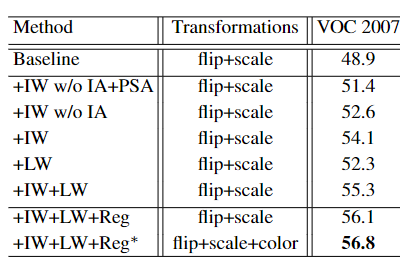 Method Transformations VOC 2007
Baseline flip+scale 48.9
+IW w/o IA+PSA flip+scale 51.4
+IW w/o IA flip+scale 52.6
+IW flip+scale 54.1
+LW flip+scale 52.3
+IW+LW flip+scale 55.3
+IW+LW+Reg flip+scale 56.1
+IW+LW+Reg* flip+scale+color 56.8